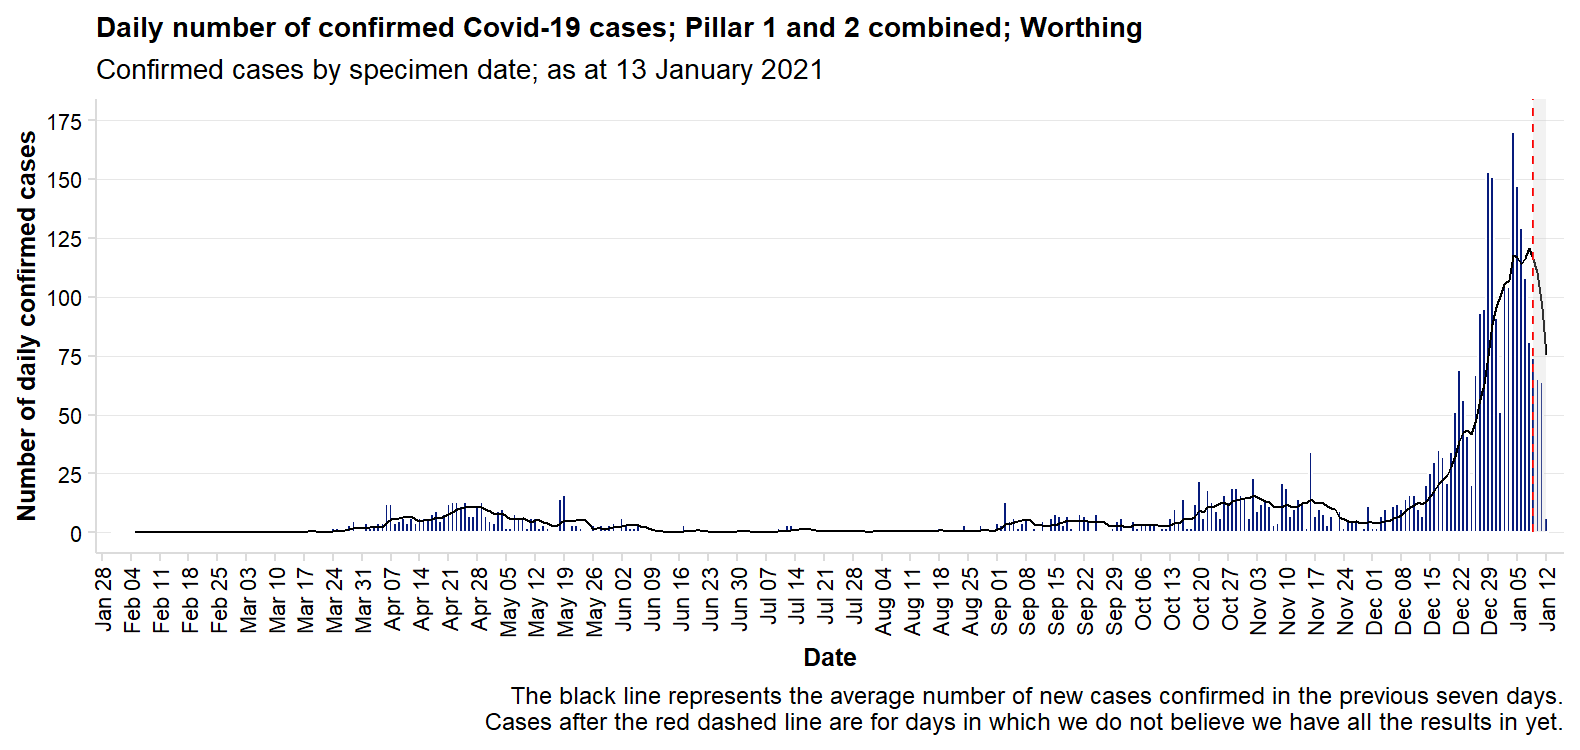 Daily number of confirmed Covid-19 cases; Pillar 1 and 2 combined; Worthing
Confirmed cases by specimen date; as at 13 January 2021
Number of daily confirmed cases
175
150
125
100
75
50
25
0
Jan 28
Feb 04
Feb 11
Feb 18
Feb 25
Mar 03
Mar 10
Mar 17
Mar 24
Mar 31
Apr 07
Apr 14
Apr 21
Apr 28
May 05
May 12
May 19
May 26
Jun 02
Jun 09
Jun 16
Jun 23
Jun 30
Jul 07
Jul 14
Jul 21
Jul 28
Aug 04
Aug 11
Aug 18
Aug 25
Sep 01
Sep 08
Sep 15
Sep 22
Sep 29
Oct 06
Oct 13
Oct 20
Oct 27
Nov 03
Nov 10
Nov 17
Nov 24
Dec 01
Dec 08
Dec 15
Dec 22
Dec 29
Jan 05
Jan 12
Date
The black line represents the average number of new cases confirmed in the previous seven days.
Cases after the red dashed line are for days in which we do not believe we have all the results in yet.